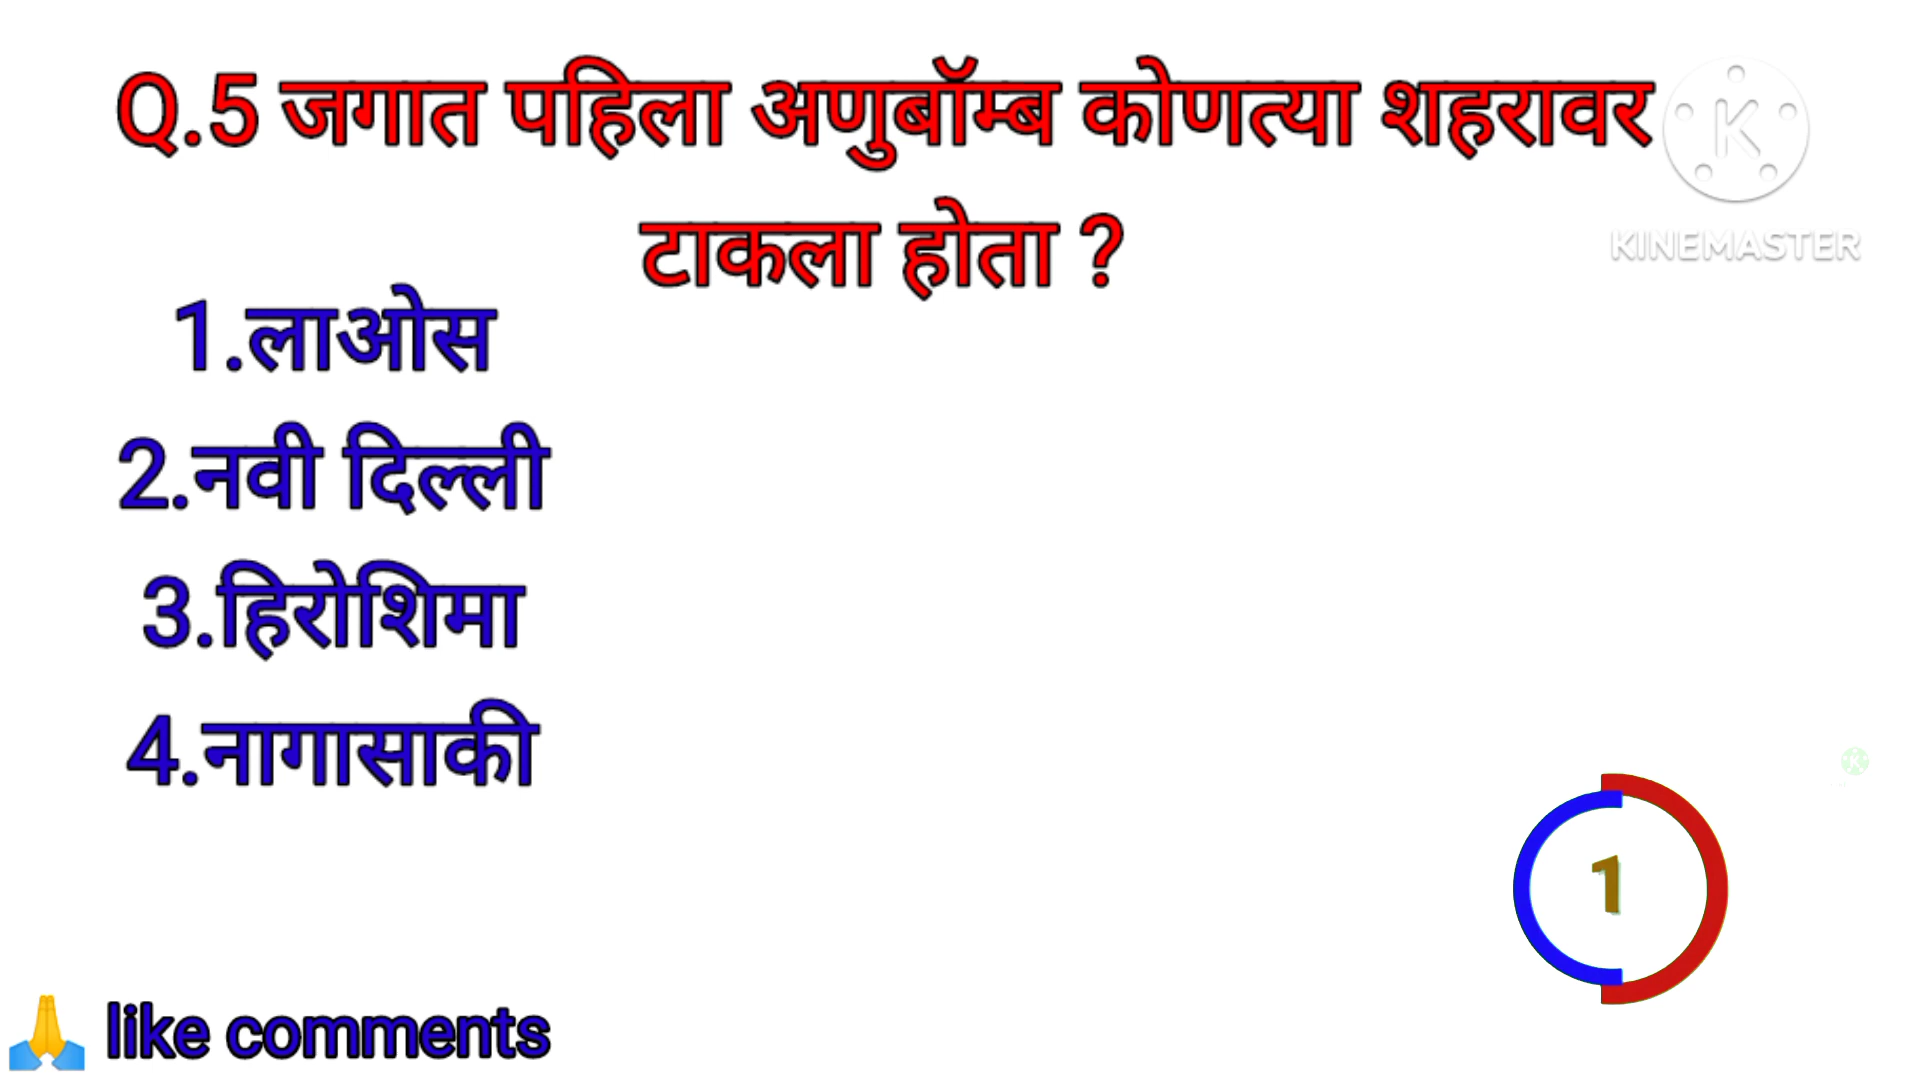 Q.5 जगात पहिला अणुबॉम्ब कोणत्या शहरावर
टाकला होता ?
K
KINEMASTER
1.लाओस
2.नवी दिल्ली
3.हिरोशिमा
4.नागासाकी
K
1
🙏 like comments